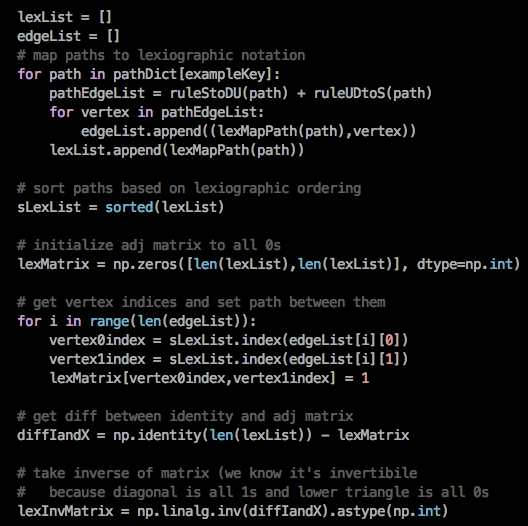 lexList = []
edgeList = []
# map paths to lexiographic notation
for path in pathDict[exampleKey]:
    pathEdgeList = ruleStoDU(path) + ruleUDtoS(path)
    for vertex in pathEdgeList:
        edgeList.append((lexMapPath(path),vertex))
    lexList.append(lexMapPath(path))

# sort paths based on lexiographic ordering
sLexList = sorted(lexList)

# initialize adj matrix to all 0s
lexMatrix = np.zeros([len(lexList),len(lexList)], dtype=np.int)

# get vertex indices and set path between them
for i in range(len(edgeList)):
    vertex0index = sLexList.index(edgeList[i][0])
    vertex1index = sLexList.index(edgeList[i][1])
    lexMatrix[vertex0index,vertex1index] = 1

# get diff between identity and adj matrix
diffIandX = np.identity(len(lexList)) - lexMatrix

# take inverse of matrix (we know it's invertibile
#   because diagonal is all 1s and lower triangle is all 0s
lexInvMatrix = np.linalg.inv(diffIandX).astype(np.int)